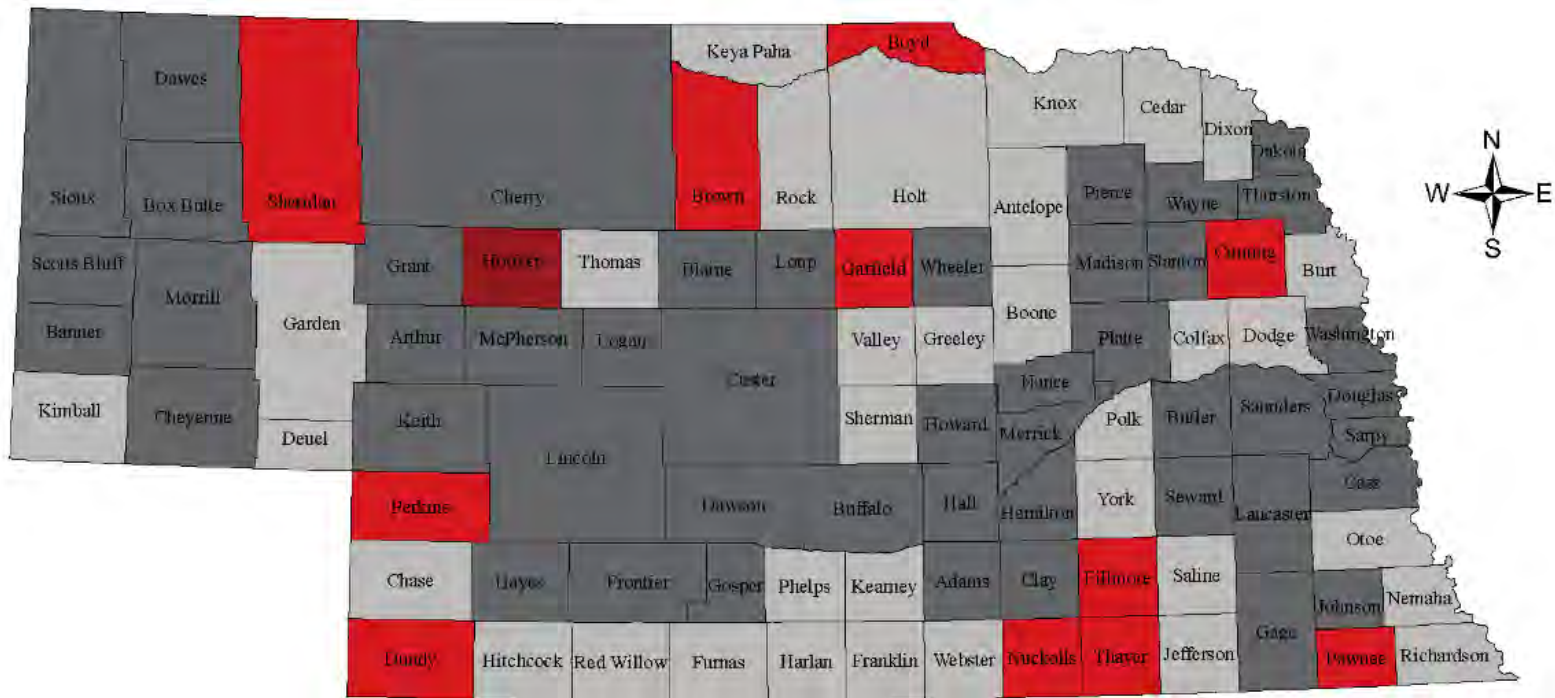 Keya Paha
Boyd
Dawes
Knox
Cedar
Dixon
Dakota
Sioux
Box Butte
Sheridan
Cherry
Brown
Rock
Holt
Antelope
Pierce
Wayne
Thurston
Scotts Bluff
Morrill
Grant
Hooker
Thomas
Blaine
Loup
Garfield
Wheeler
Madison
Stanton
Cuming
Burt
Banner
Garden
Arthur
McPherson
Logan
Custer
Valley
Greeley
Boone
Platte
Colfax
Dodge
Washington
Kimball
Cheyenne
Deuel
Keith
Lincoln
Sherman
Howard
Nance
Merrick
Polk
Butler
Saunders
Douglas
Sarpy
Perkins
Dawson
Buffalo
Hall
Hamilton
York
Seward
Lancaster
Cass
Otoe
Chase
Hayes
Frontier
Gosper
Phelps
Kearney
Adams
Clay
Fillmore
Saline
Johnson
Nemaha
Dundy
Hitchcock
Red Willow
Furnas
Harlan
Franklin
Webster
Nuckolls
Thayer
Jefferson
Gage
Pawnee
Richardson
N
W E
S